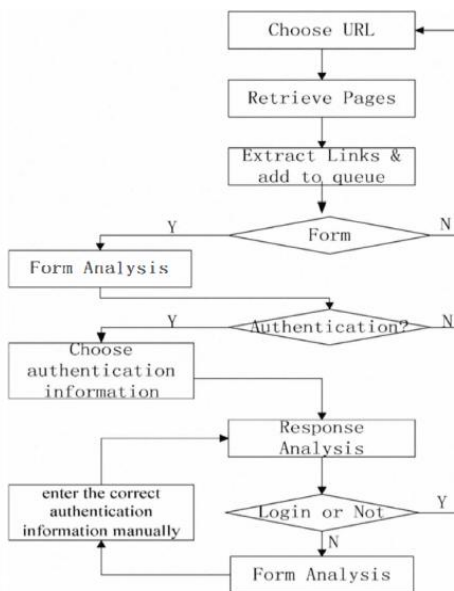 Choose URL
Retrieve Pages
Extract Links &
add to queue
Y
Form
N
Form Analysis
Y
Authentication?
N
Choose
authentication
information
Response
Analysis
enter the correct
authentication
information manually
Login or Not
Y
N
Form Analysis